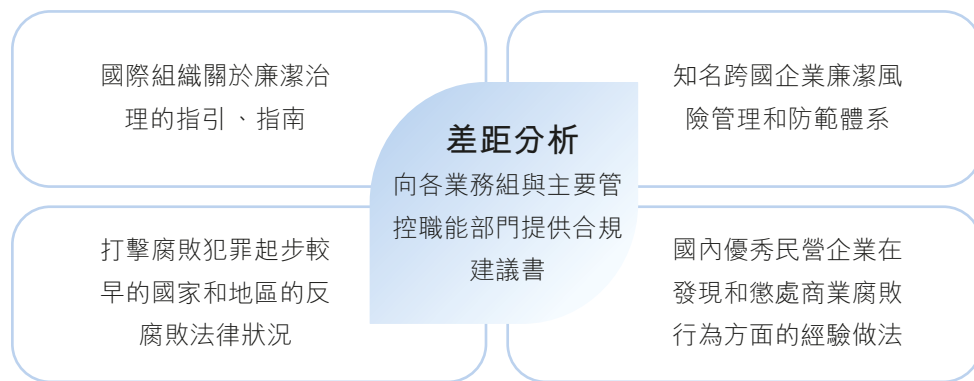 國際組織關於廉潔治
理的指引、指南
知名跨國企業廉潔風
險管理和防範體系
差距分析
向各業務組與主要管
控職能部門提供合規
建議書
打擊腐敗犯罪起步較
早的國家和地區的反
腐敗法律狀況
國內優秀民營企業在
發現和懲處商業腐敗
行為方面的經驗做法